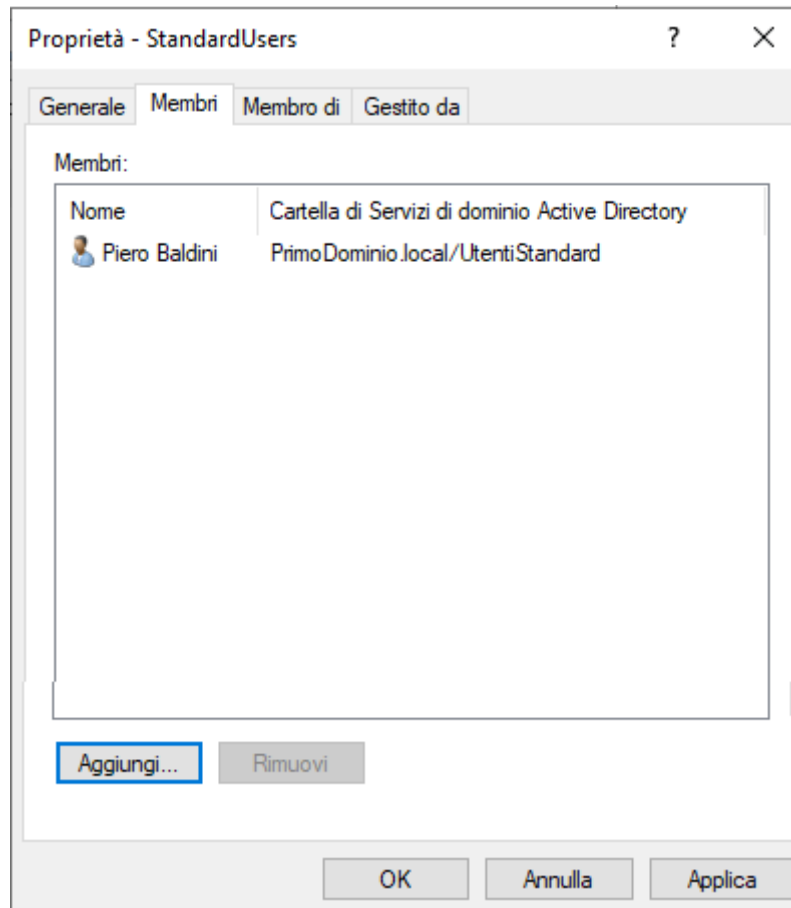 Proprietà - StandardUsers ?
Generale Membri Membro di Gestito da
Membri:
Nome Cartella di Servizi di dominio Active Directory
Piero Baldini PrimoDominio.local/UtentiStandard
Aggiungi... Rimuovi
OK Annulla Applica